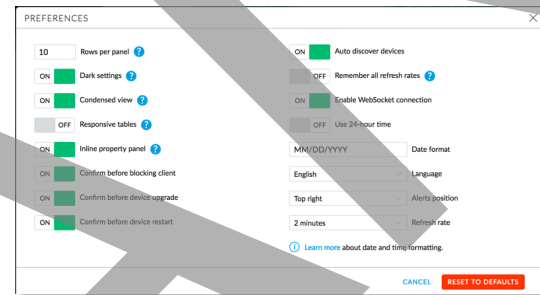 PREFERENCES
10 Rows per panel ?
ON Dark settings ?
ON Condensed view ?
OFF Responsive tables ?
ON Inline property panel ?
ON Confirm before blocking client
ON Confirm before device upgrade
ON Confirm before device restart
ON Auto discover devices
OFF Remember all refresh rates ?
ON Enable WebSocket connection
OFF Use 24-hour time
MM/DD/YYYY Date format
English Language
Top right Alerts position
2 minutes Refresh rate
Learn more about date and time formatting.
CANCEL RESET TO DEFAULTS